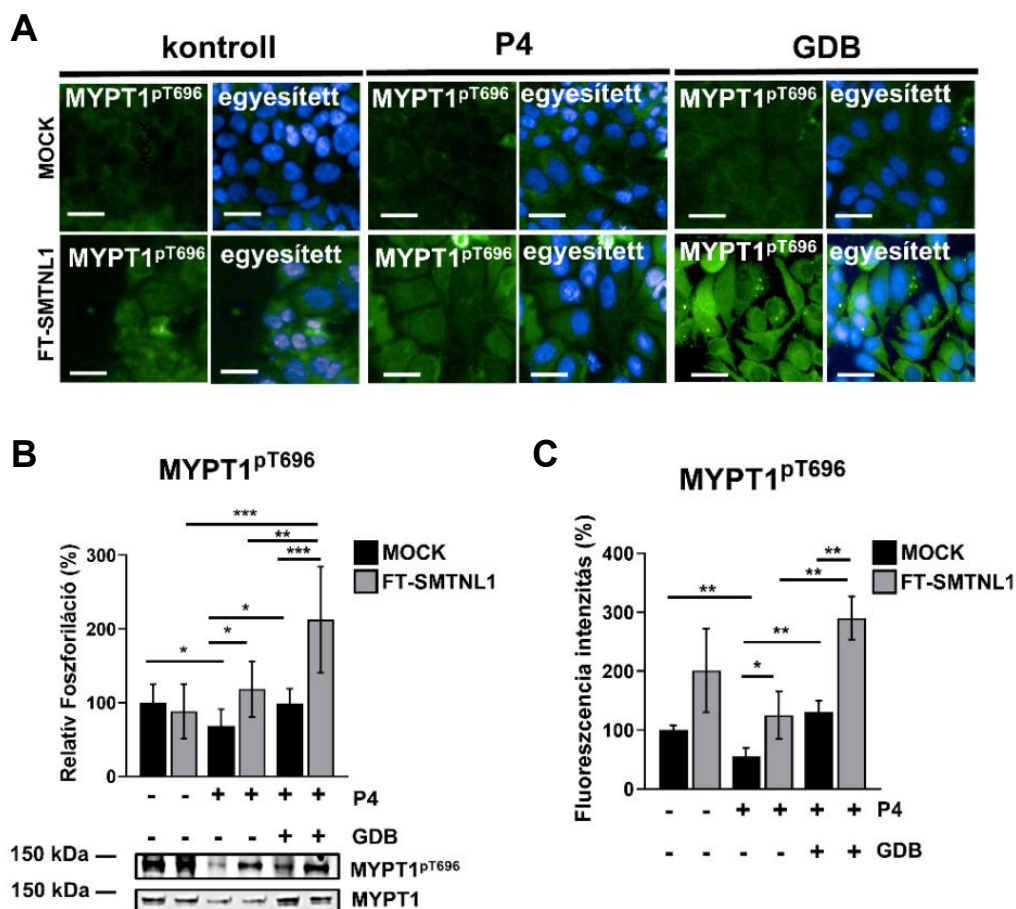 A
kontroll P4 GDB
MOCK
MYPT1pT696 egyesített MYPT1pT696 egyesített MYPT1pT696 egyesített
FT-SMTNL1
MYPT1pT696 egyesített MYPT1pT696 egyesített MYPT1pT696 egyesített
B
MYPT1pT696
Relatív Foszforiláció (%)
300
200
100
0
***
**
***
*
*
*
MOCK
FT-SMTNL1
- - + + + + P4
- - - - + + GDB
150 kDa MYPT1pT696
150 kDa MYPT1
C
MYPT1pT696
Fluoreszcencia intenzitás (%)
400
300
200
100
0
**
**
**
**
*
MOCK
FT-SMTNL1
- - + + + + P4
- - - - + + GDB